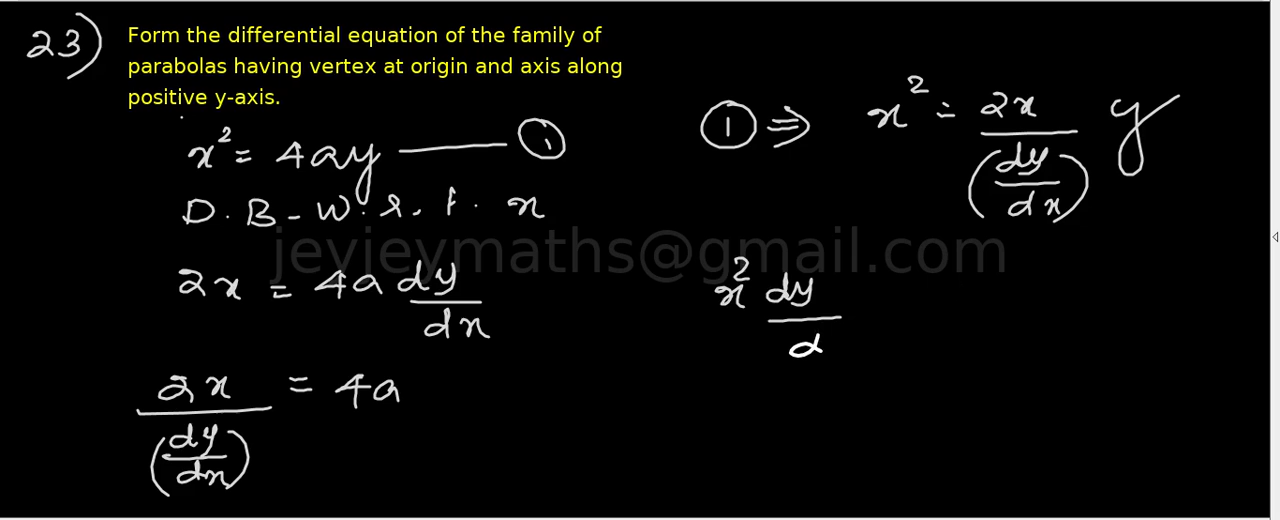 23) Form the differential equation of the family of
parabolas having vertex at origin and axis along
positive y-axis.
x² = 4ay —— ①
D. B - w. r. t. x
2x = 4a dy/dx
2x/(dy/dx) = 4a
① ⇒ x² = 2x/(dy/dx) y
x² dy/d
jevieymaths@gmail.com